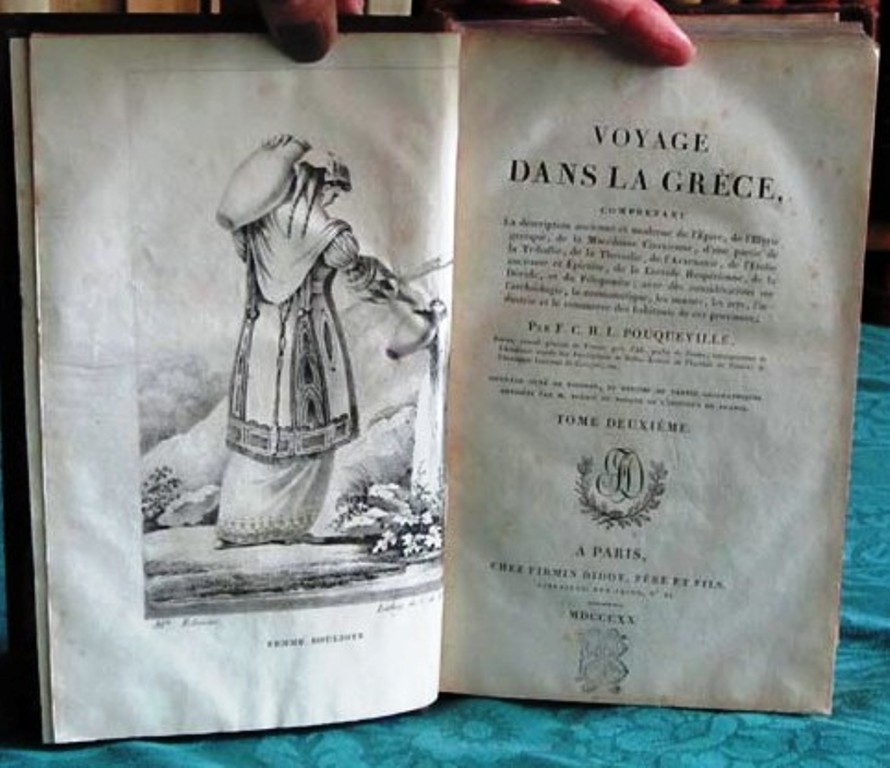 VOYAGE
DANS LA GRÈCE,
COMPRENANT
La description ancienne et moderne de l'Épire, de l'Illyrie
grecque, de la Macédoine Cisaxienne, d'une partie de
la Triballie, de la Thessalie, de l'Acarnanie, de l'Étolie
ancienne et Épictète, de la Locride Hespérienne, de la
Doride, et du Péloponèse; avec des considérations sur
l'archéologie, la numismatique, les mœurs, les arts, l'in-
dustrie et le commerce des habitants de ces provinces;
PAR F. C. H. L. POUQUEVILLE,
TOME DEUXIÈME.
A PARIS,
CHEZ FIRMIN DIDOT, PÈRE ET FILS,
MDCCCXX
FEMME SOULIOTE